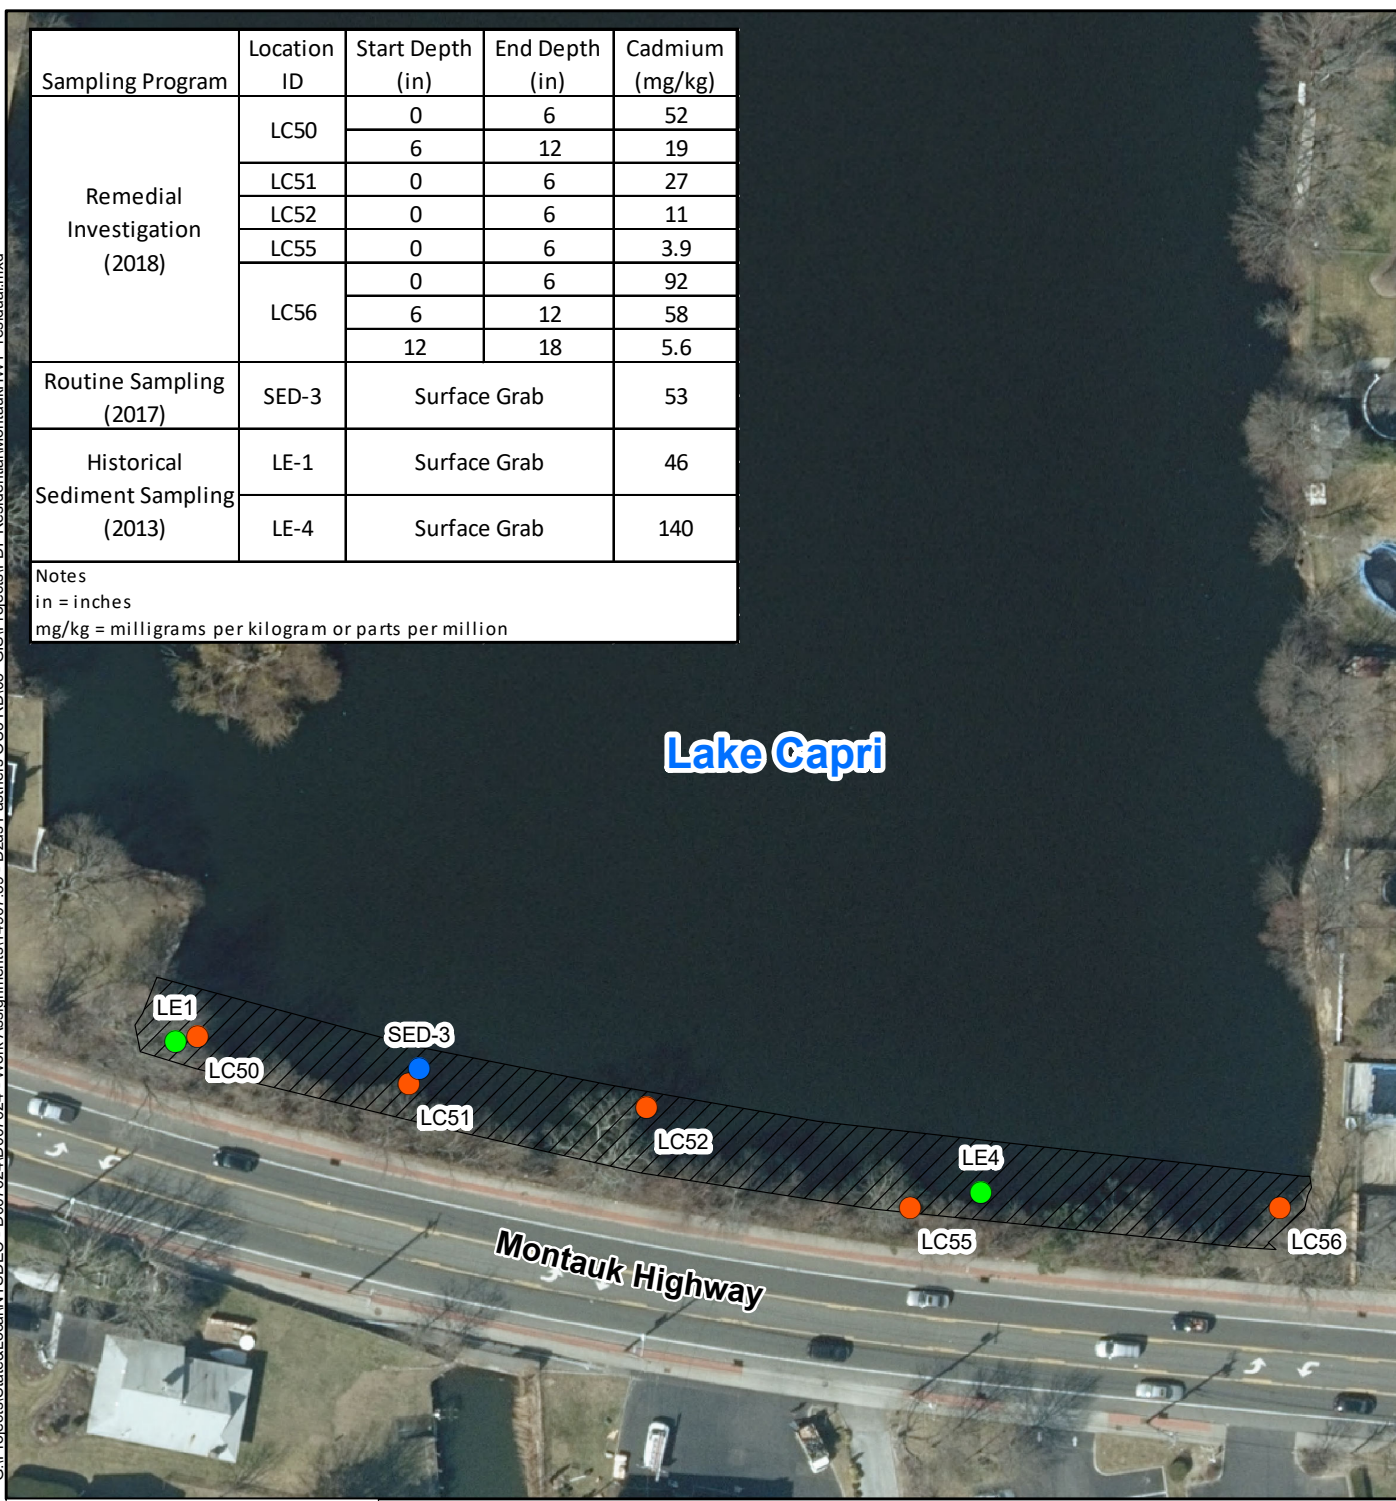 Sampling Program Location ID Start Depth (in) End Depth (in) Cadmium (mg/kg)
Remedial Investigation (2018) LC50 0 6 52
6 12 19
LC51 0 6 27
LC52 0 6 11
LC55 0 6 3.9
LC56 0 6 92
6 12 58
12 18 5.6
Routine Sampling (2017) SED-3 Surface Grab 53
Historical Sediment Sampling (2013) LE-1 Surface Grab 46
LE-4 Surface Grab 140
Notes
in = inches
mg/kg = milligrams per kilogram or parts per million
Lake Capri
LE1
LC50
SED-3
LC51
LC52
LE4
LC55
LC56
Montauk Highway